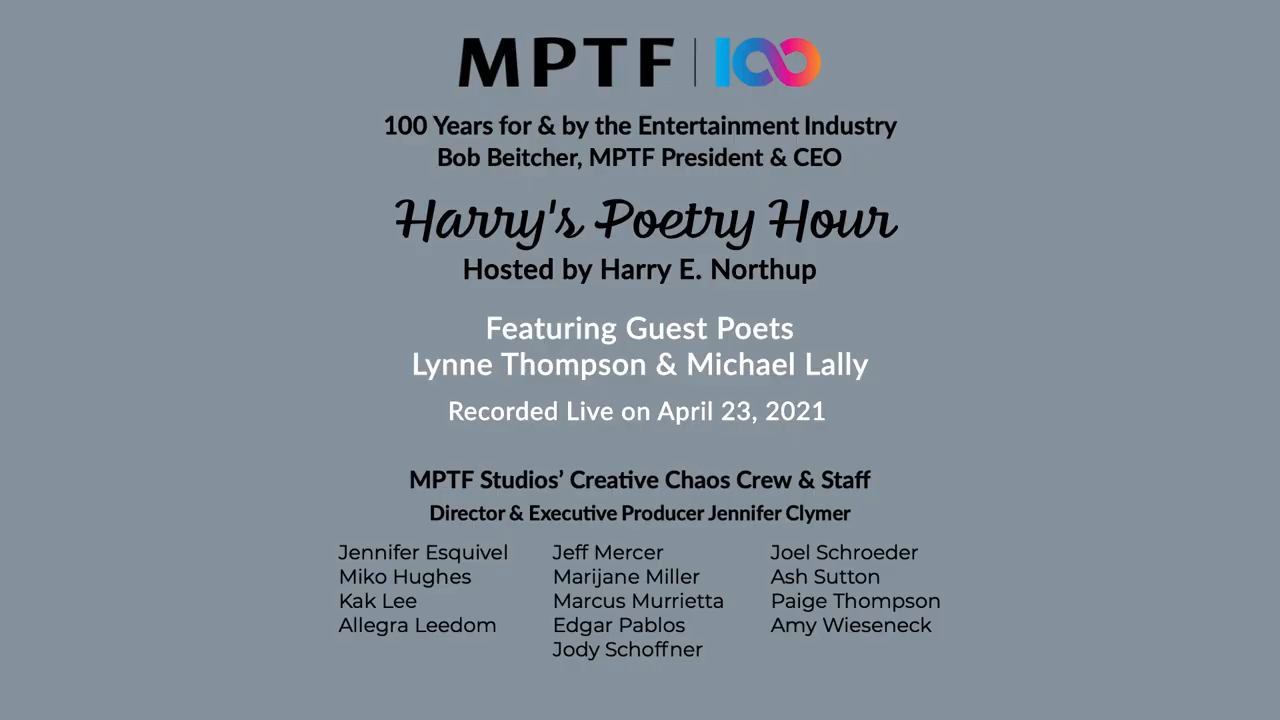 MPTF | 100
100 Years for & by the Entertainment Industry
Bob Beitcher, MPTF President & CEO
Harry's Poetry Hour
Hosted by Harry E. Northup
Featuring Guest Poets
Lynne Thompson & Michael Lally
Recorded Live on April 23, 2021
MPTF Studios’ Creative Chaos Crew & Staff
Director & Executive Producer Jennifer Clymer
Jennifer Esquivel
Miko Hughes
Kak Lee
Allegra Leedom
Jeff Mercer
Marijane Miller
Marcus Murrietta
Edgar Pablos
Jody Schoffner
Joel Schroeder
Ash Sutton
Paige Thompson
Amy Wieseneck